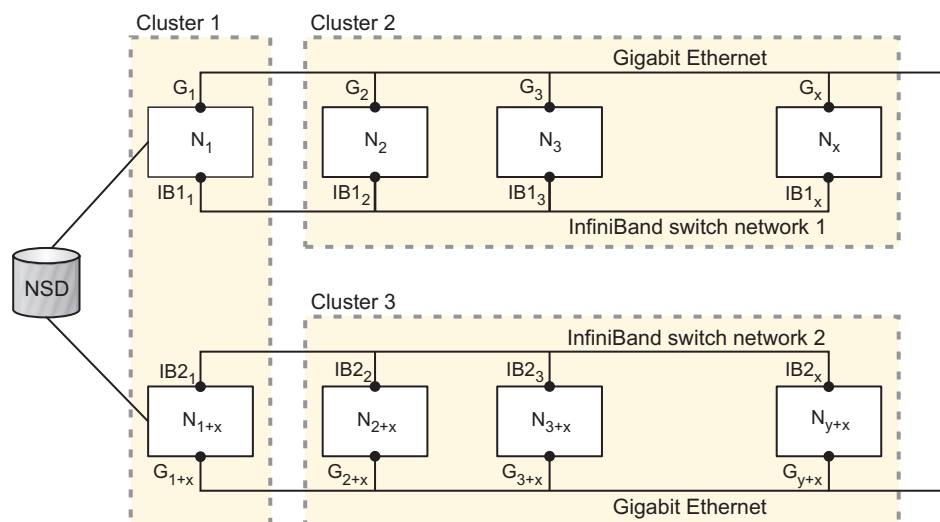 Cluster 1
Cluster 2
Gigabit Ethernet
G1
G2
G3
Gx
N1
N2
N3
Nx
IB11
IB12
IB13
IB1x
InfiniBand switch network 1
NSD
Cluster 3
InfiniBand switch network 2
IB21
IB22
IB23
IB2x
N1+x
N2+x
N3+x
Ny+x
G1+x
G2+x
G3+x
Gy+x
Gigabit Ethernet